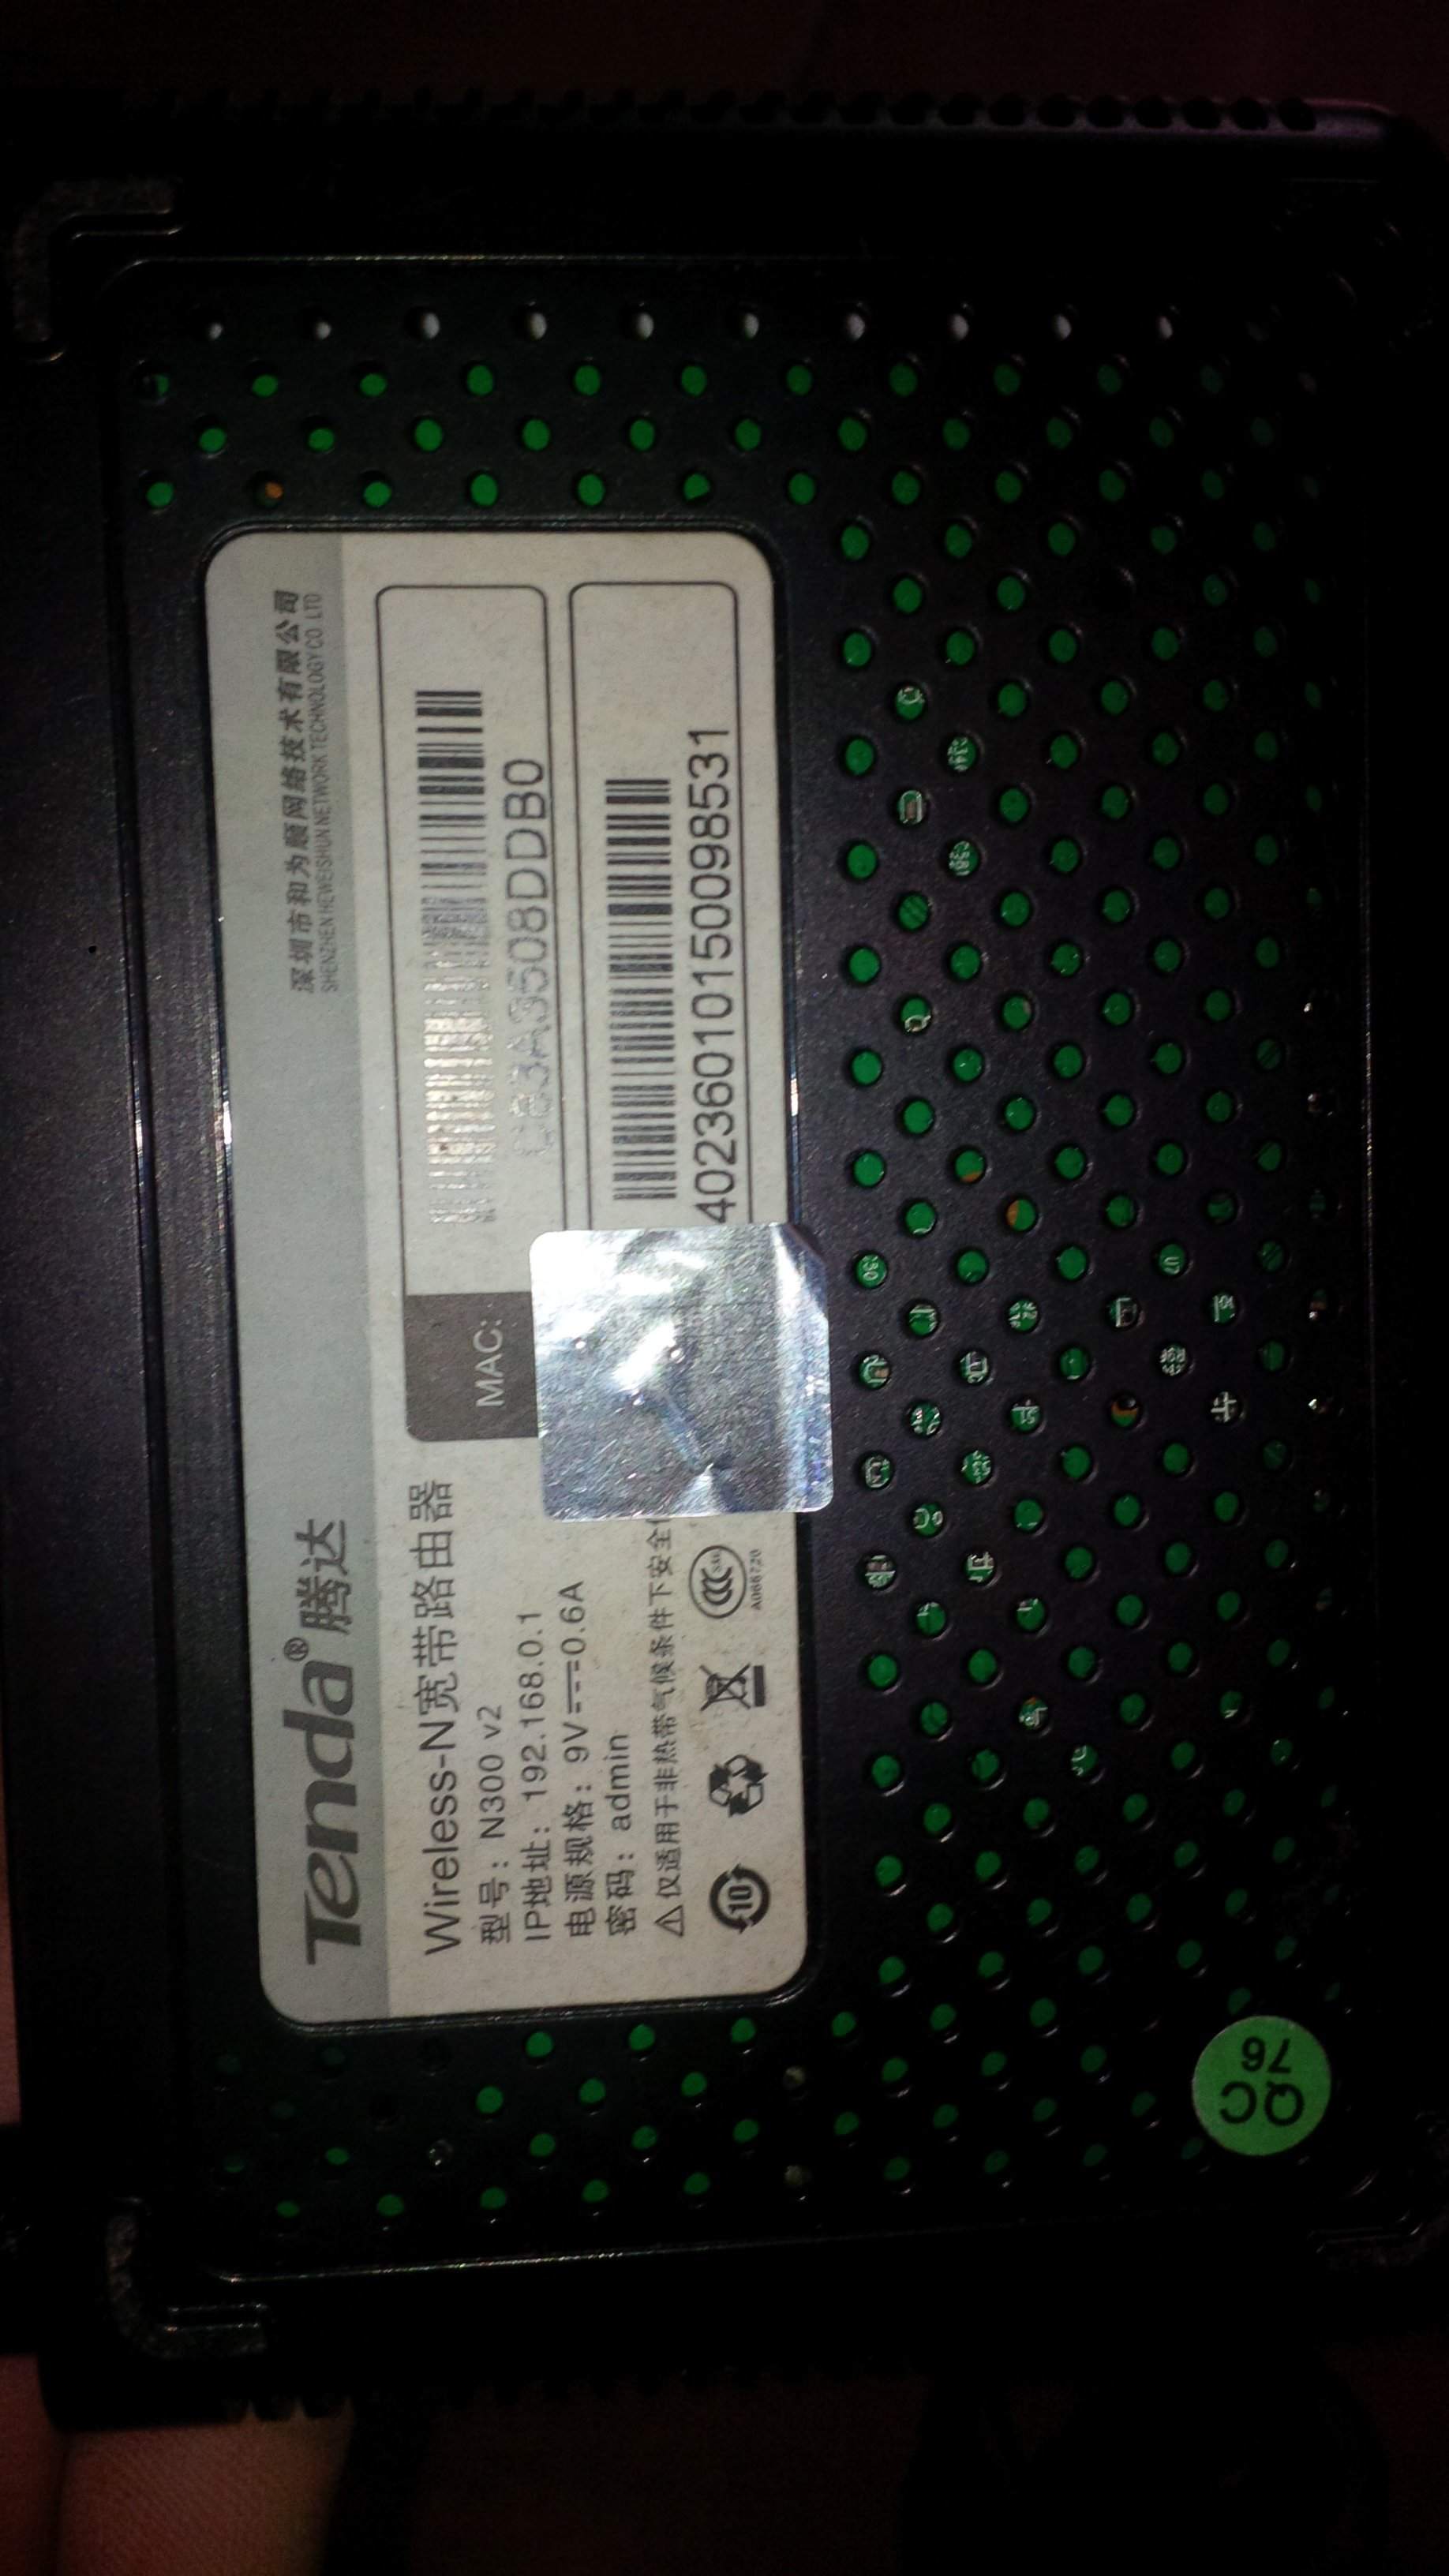 Tenda®腾达
深圳市和为顺网络技术有限公司
SHENZHEN HEWEISHUN NETWORK TECHNOLOGY CO LTD
Wireless-N宽带路由器
型号: N300 v2
IP地址: 192.168.0.1
电源规格: 9V⎓0.6A
密码: admin
仅适用于非热带气候条件下安全
MAC:
C83A3508DDB0
40236010150098531
10
CCC
S&E
A066720
QC
76